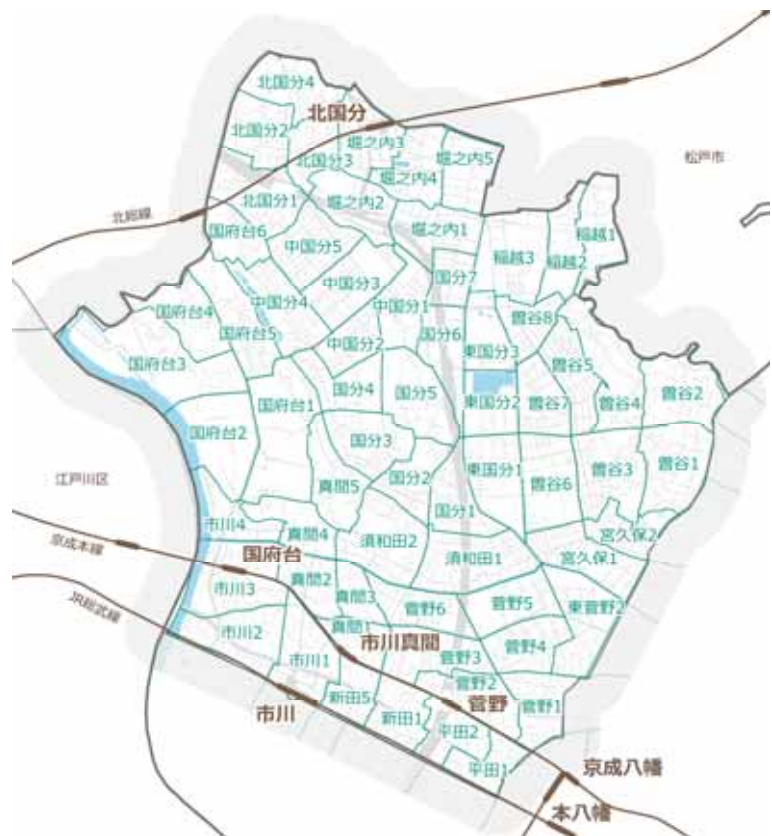 北国分4
北国分
北国分2
堀之内3
北国分3
堀之内5
堀之内4
松戸市
北総線
北国分1
堀之内2
国府台6
堀之内1
稲越1
中国分5
稲越3
稲越2
中国分3
国分7
国府台4
中国分4
中国分1
国府台5
国分6
曽谷8
国府台3
中国分2
東国分3
曽谷5
国分4
国分5
曽谷2
国府台1
東国分2
曽谷7
曽谷4
国府台2
国分3
江戸川区
真間5
国分2
東国分1
曽谷6
曽谷3
曽谷1
市川4
国分1
真間4
須和田2
宮久保2
京成本線
国府台
須和田1
宮久保1
市川3
真間2
真間3
JR総武線
菅野6
菅野5
東菅野2
市川2
真間1
市川真間
菅野4
市川1
菅野3
菅野2
市川
新田5
菅野
菅野1
新田1
平田2
平田1
京成八幡
本八幡